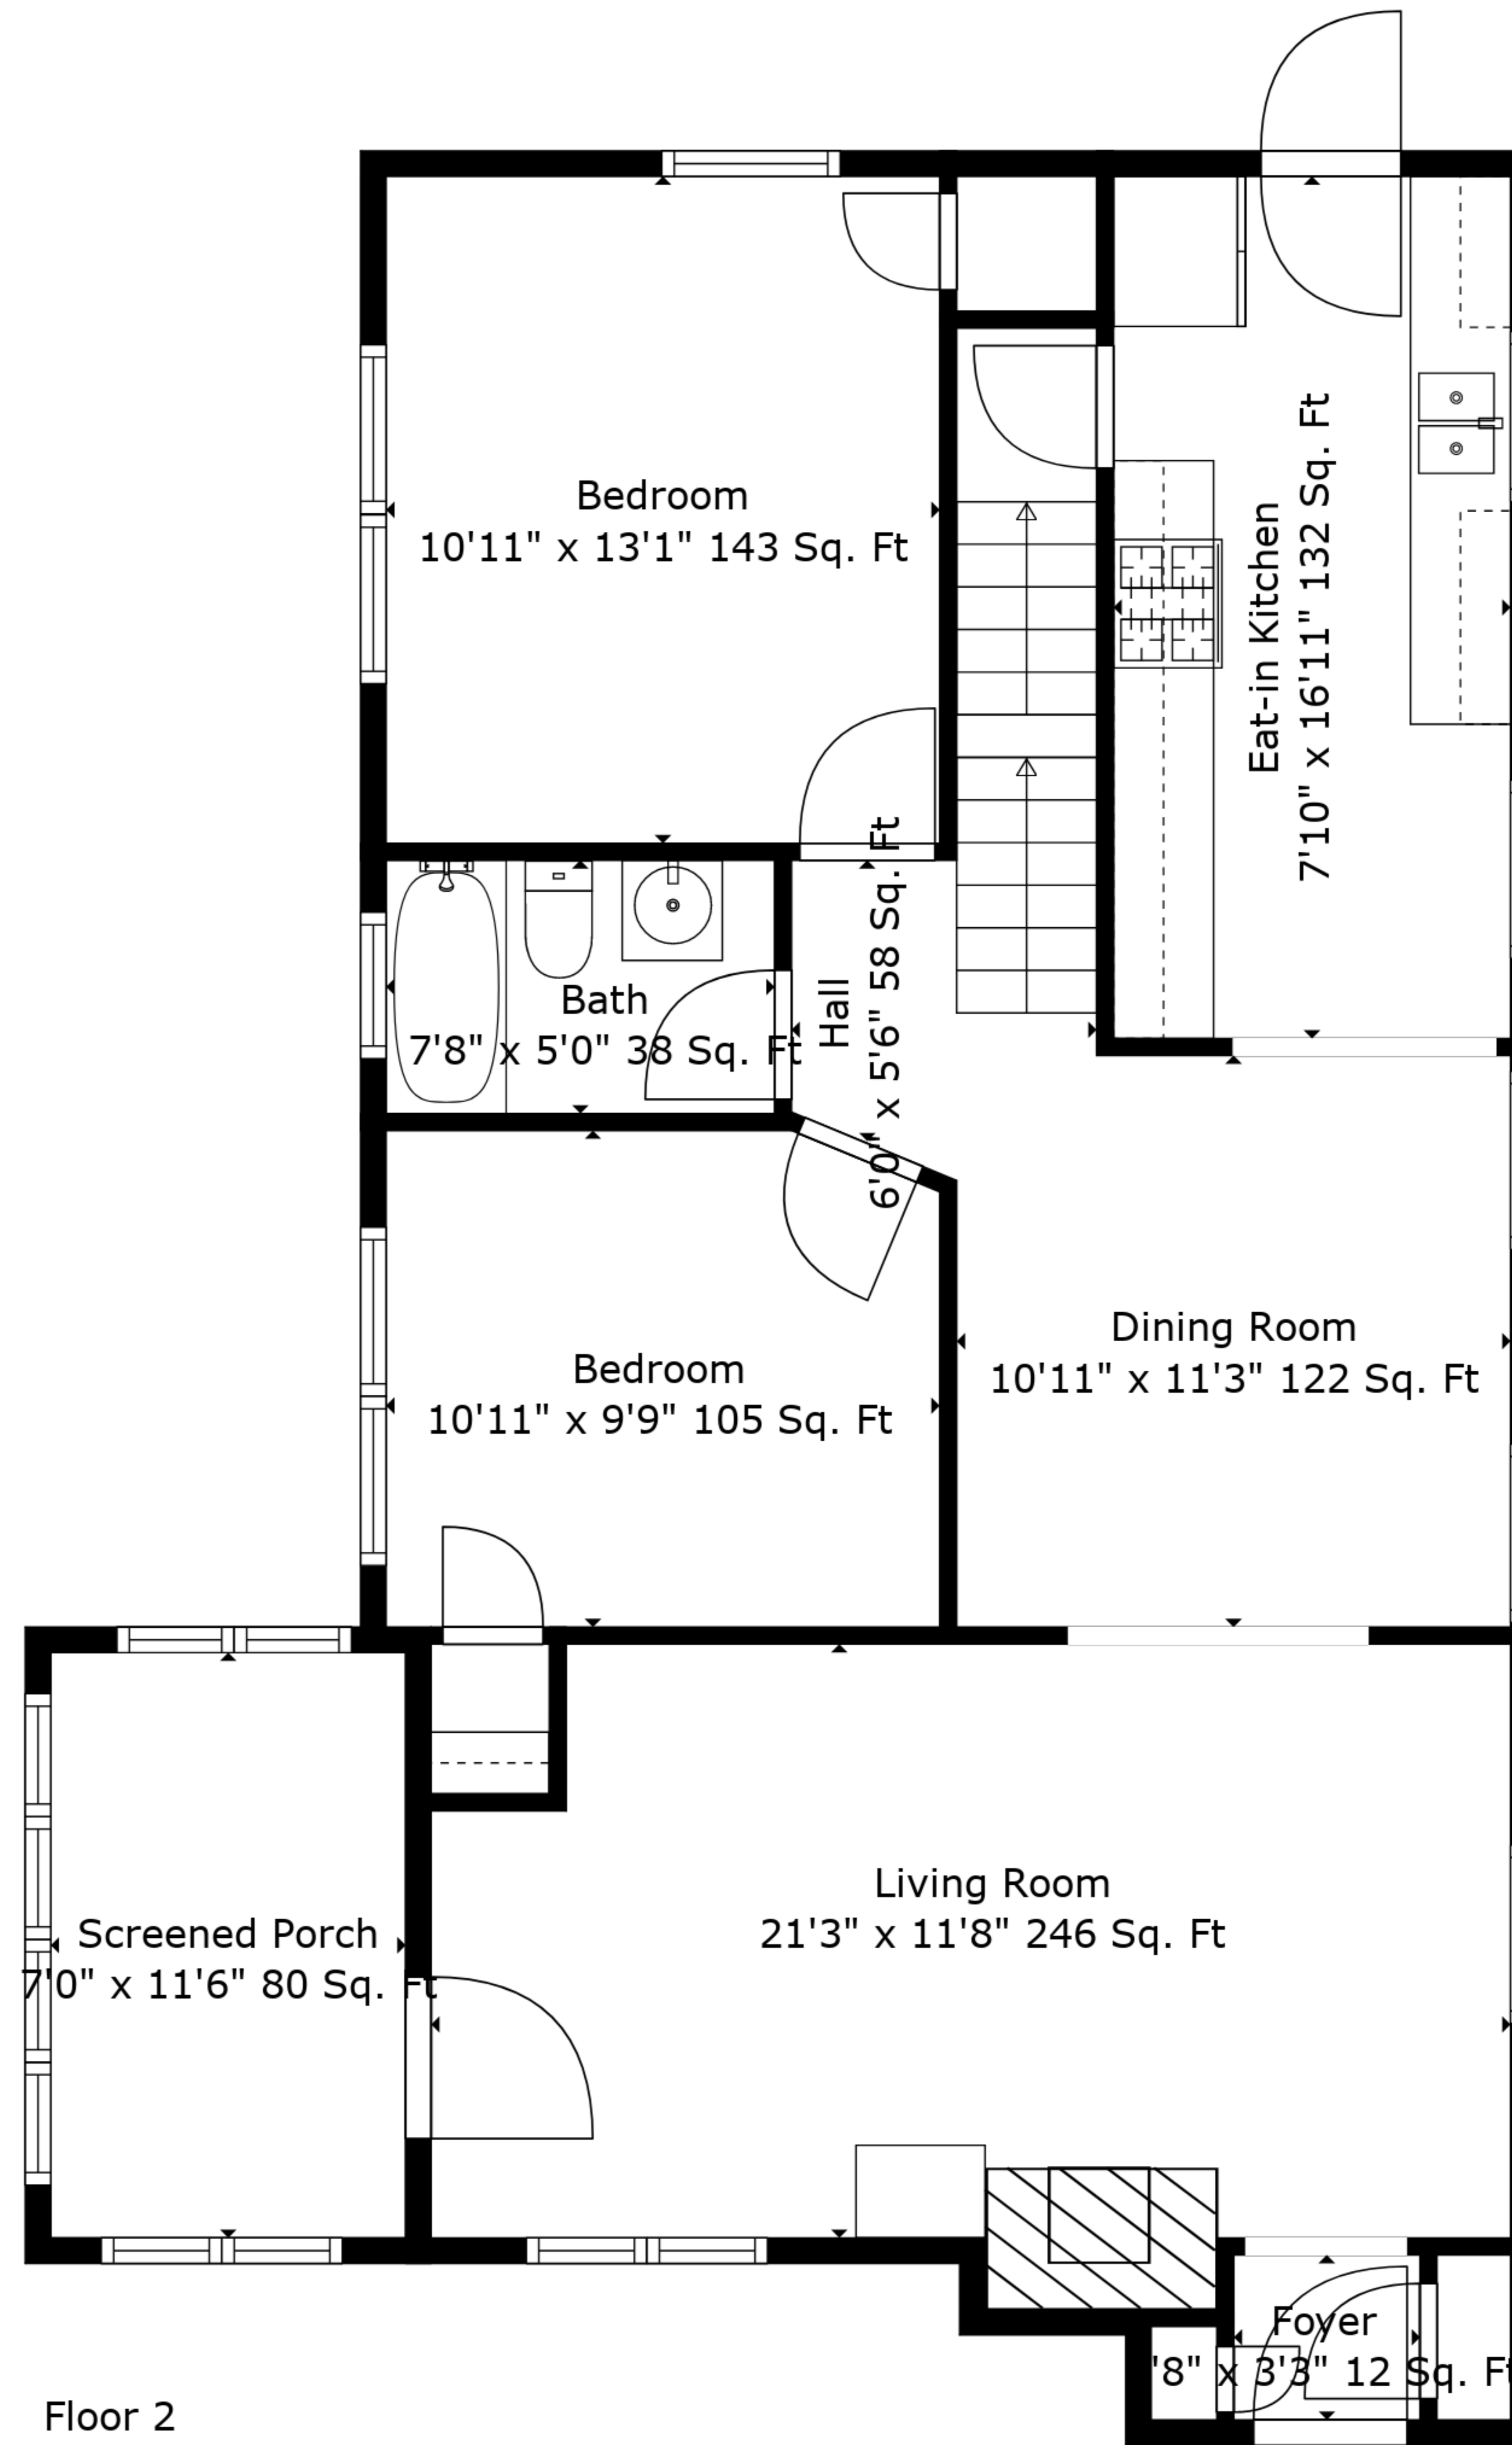 Bedroom
10'11" x 13'1" 143 Sq. Ft
Eat-in Kitchen
7'10" x 16'11" 132 Sq. Ft
Bath
7'8" x 5'0" 38 Sq. Ft
Hall
6'0" x 5'6" 58 Sq. Ft
Dining Room
10'11" x 11'3" 122 Sq. Ft
Bedroom
10'11" x 9'9" 105 Sq. Ft
Living Room
21'3" x 11'8" 246 Sq. Ft
Screened Porch
7'0" x 11'6" 80 Sq. Ft
Foyer
'8" x 3'3" 12 Sq. Ft
Floor 2